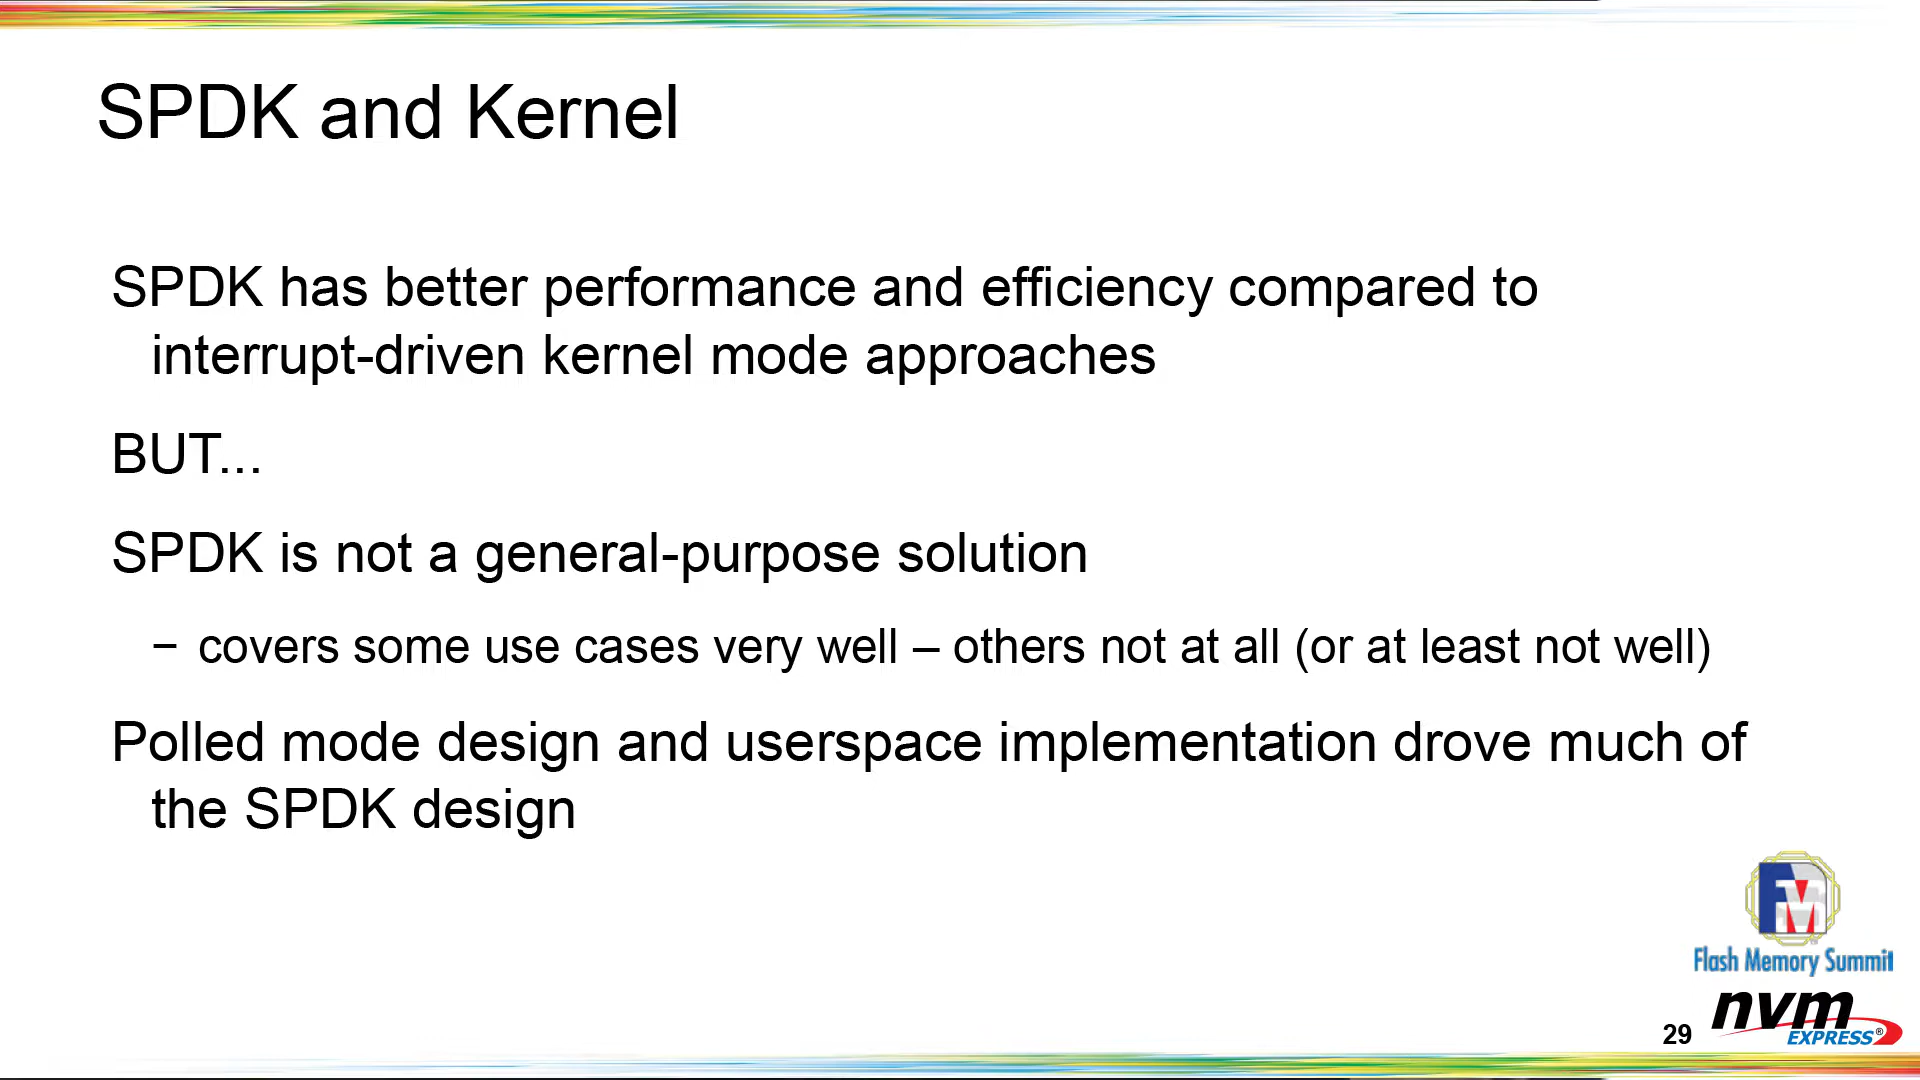 SPDK and Kernel
SPDK has better performance and efficiency compared to
interrupt-driven kernel mode approaches
BUT...
SPDK is not a general-purpose solution
− covers some use cases very well – others not at all (or at least not well)
Polled mode design and userspace implementation drove much of
the SPDK design
FM
Flash Memory Summit
nvm
EXPRESS®
29